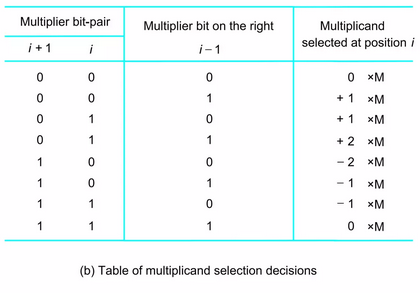 Multiplier bit-pair Multiplier bit on the right Multiplicand selected at position i
i + 1 i i – 1
0 0 0 0 ×M
0 0 1 + 1 ×M
0 1 0 + 1 ×M
0 1 1 + 2 ×M
1 0 0 – 2 ×M
1 0 1 – 1 ×M
1 1 0 – 1 ×M
1 1 1 0 ×M
(b) Table of multiplicand selection decisions